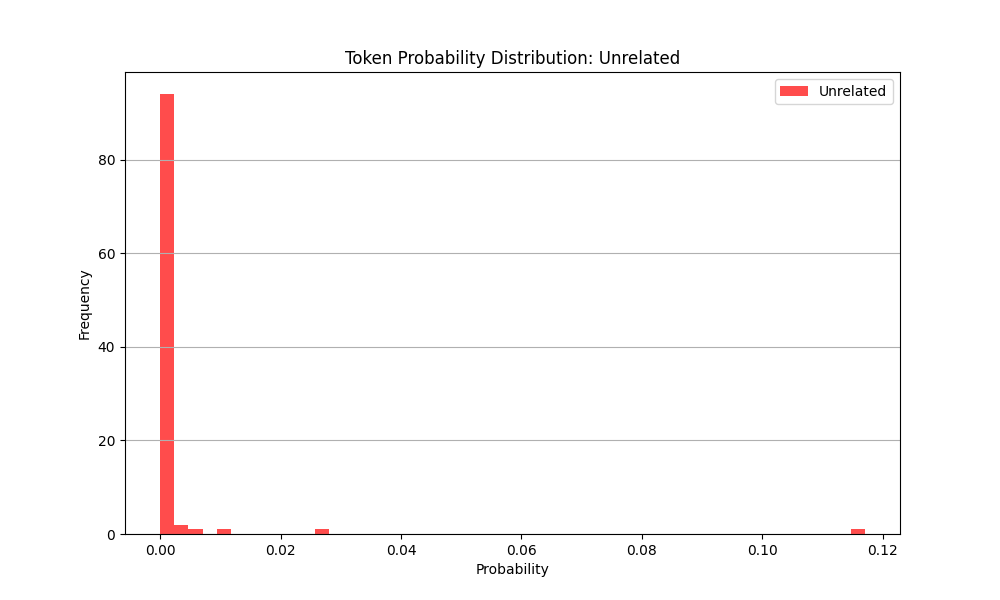 Token Probability Distribution: Unrelated
Unrelated
Frequency
80
60
40
20
0
0.00 0.02 0.04 0.06 0.08 0.10 0.12
Probability